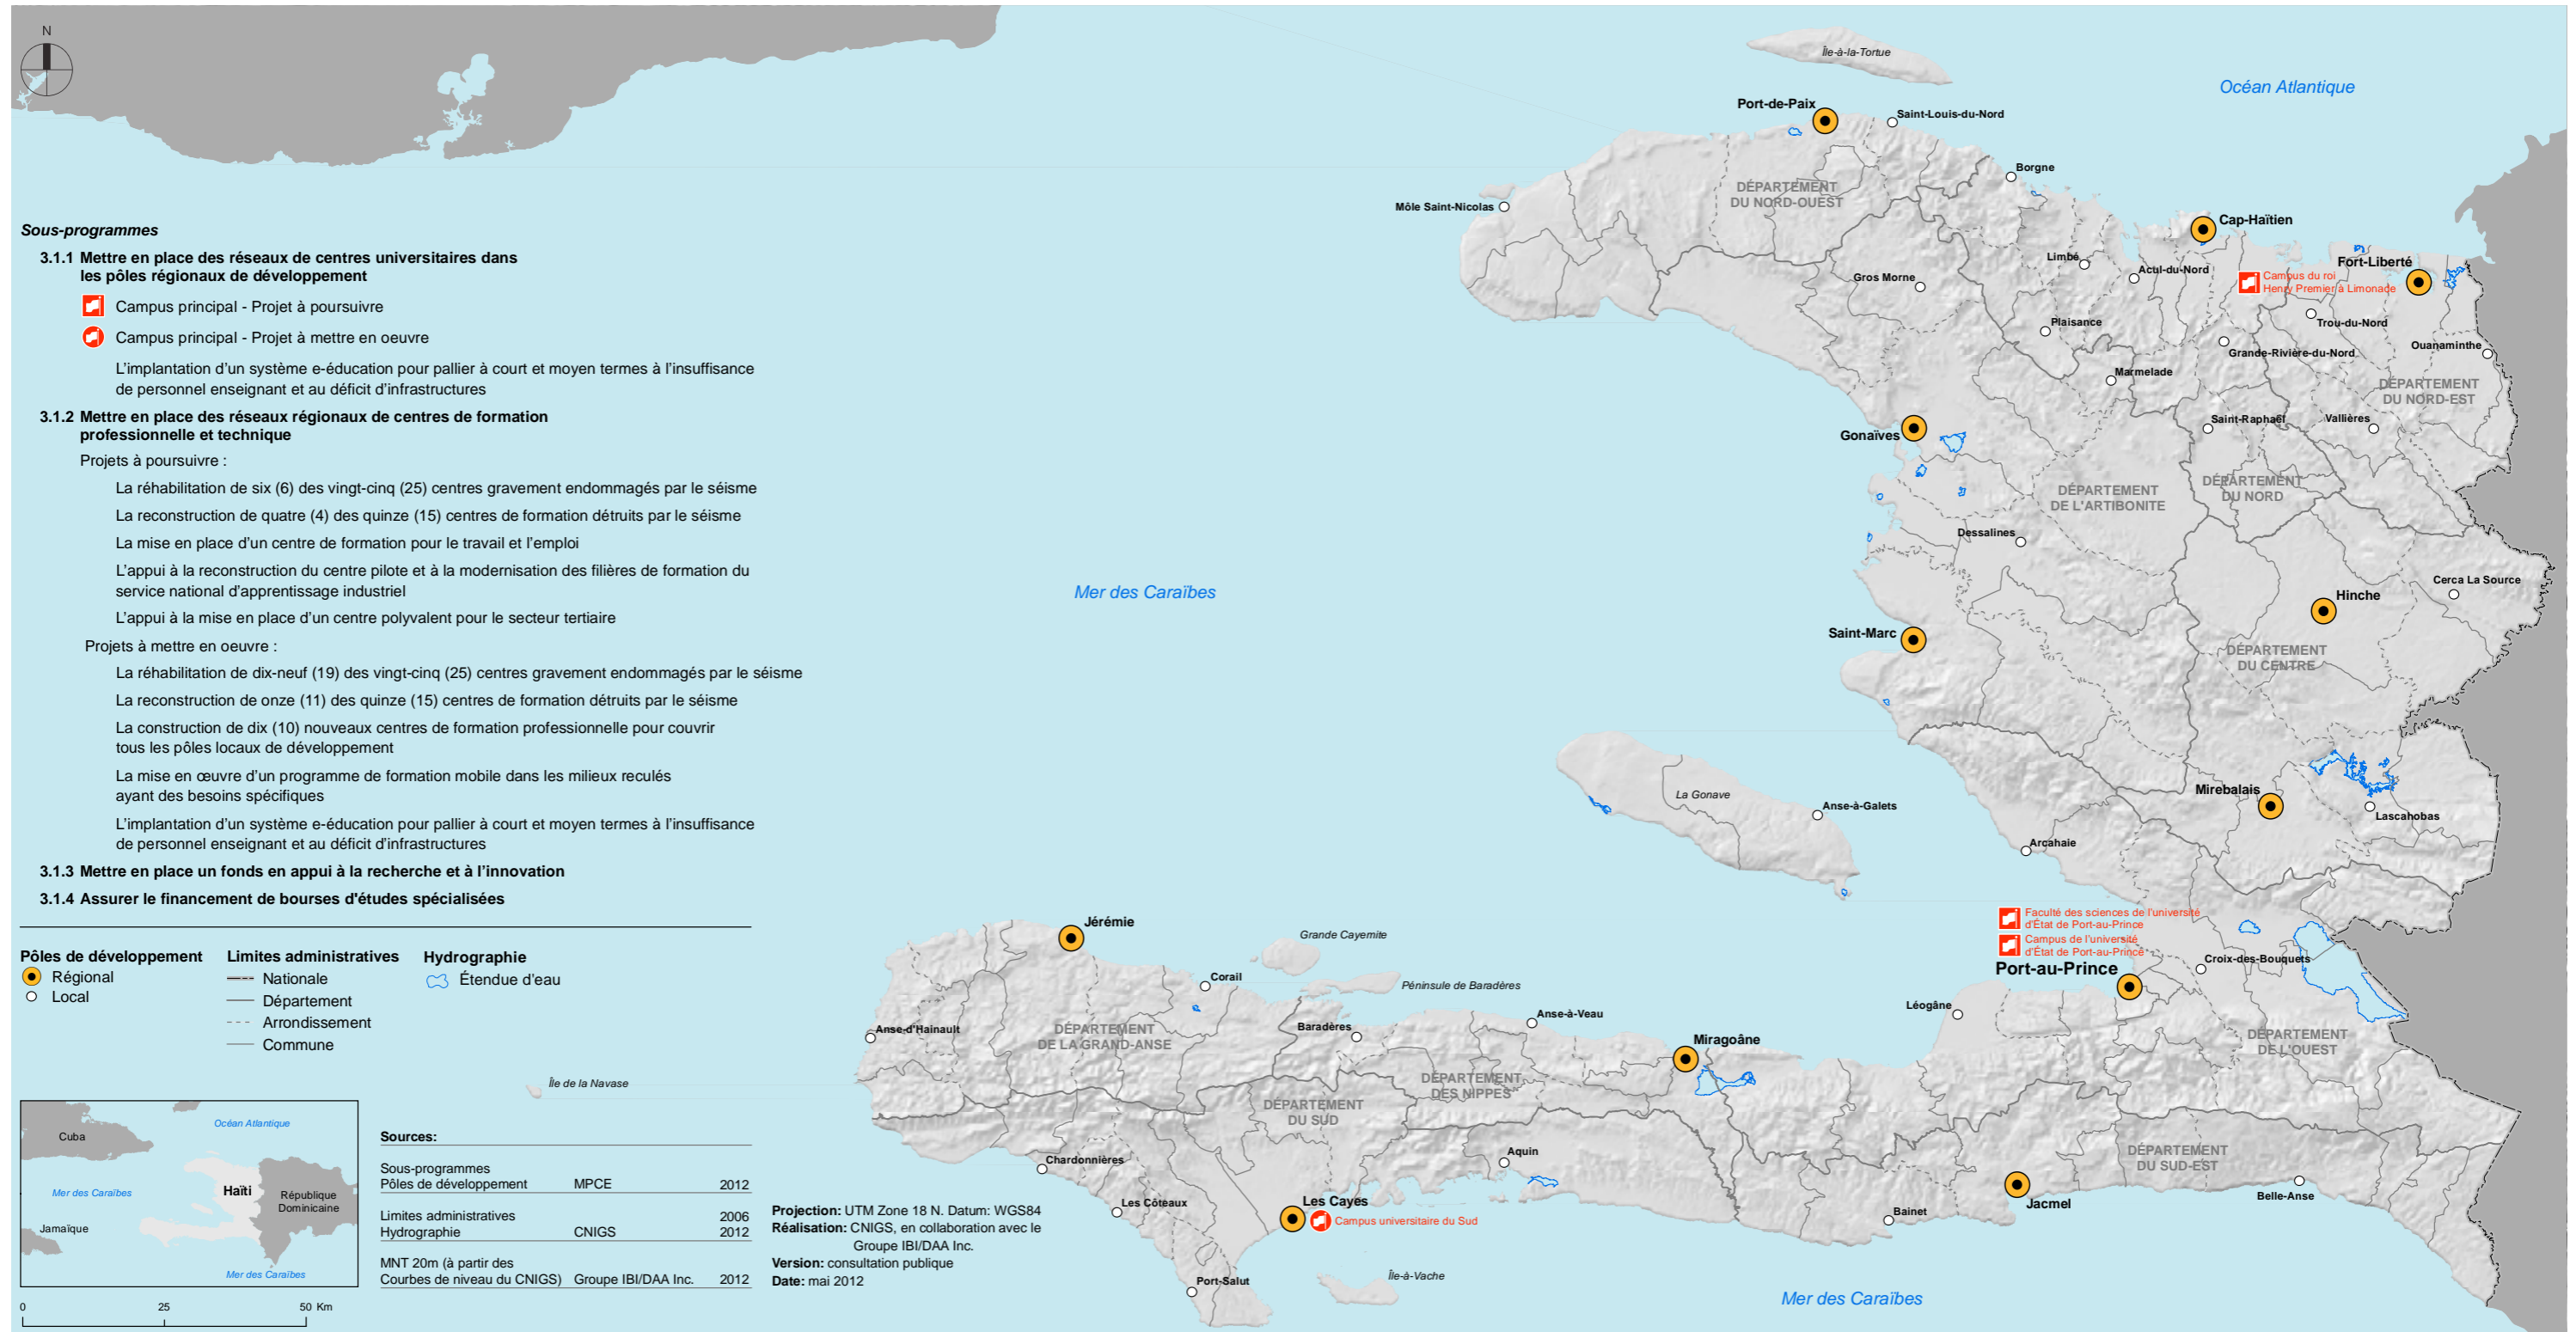 N
Sous-programmes
3.1.1 Mettre en place des réseaux de centres universitaires dans
les pôles régionaux de développement
Campus principal - Projet à poursuivre
Campus principal - Projet à mettre en oeuvre
L'implantation d'un système e-éducation pour pallier à court et moyen termes à l'insuffisance
de personnel enseignant et au déficit d'infrastructures
3.1.2 Mettre en place des réseaux régionaux de centres de formation
professionnelle et technique
Projets à poursuivre :
La réhabilitation de six (6) des vingt-cinq (25) centres gravement endommagés par le séisme
La reconstruction de quatre (4) des quinze (15) centres de formation détruits par le séisme
La mise en place d'un centre de formation pour le travail et l'emploi
L'appui à la reconstruction du centre pilote et à la modernisation des filières de formation du
service national d'apprentissage industriel
L'appui à la mise en place d'un centre polyvalent pour le secteur tertiaire
Projets à mettre en oeuvre :
La réhabilitation de dix-neuf (19) des vingt-cinq (25) centres gravement endommagés par le séisme
La reconstruction de onze (11) des quinze (15) centres de formation détruits par le séisme
La construction de dix (10) nouveaux centres de formation professionnelle pour couvrir
tous les pôles locaux de développement
La mise en œuvre d'un programme de formation mobile dans les milieux reculés
ayant des besoins spécifiques
L'implantation d'un système e-éducation pour pallier à court et moyen termes à l'insuffisance
de personnel enseignant et au déficit d'infrastructures
3.1.3 Mettre en place un fonds en appui à la recherche et à l'innovation
3.1.4 Assurer le financement de bourses d'études spécialisées
Pôles de développement
Régional
Local
Limites administratives
Nationale
Département
Arrondissement
Commune
Hydrographie
Étendue d'eau
Océan Atlantique
Cuba
Mer des Caraïbes
Haïti
République
Dominicaine
Jamaïque
Mer des Caraïbes
0 25 50 Km
Sources:
Sous-programmes
Pôles de développement MPCE 2012
Limites administratives 2006
Hydrographie CNIGS 2012
MNT 20m (à partir des
Courbes de niveau du CNIGS) Groupe IBI/DAA Inc. 2012
Projection: UTM Zone 18 N. Datum: WGS84
Réalisation: CNIGS, en collaboration avec le
Groupe IBI/DAA Inc.
Version: consultation publique
Date: mai 2012
Île-à-la-Tortue
Océan Atlantique
Port-de-Paix
Saint-Louis-du-Nord
Borgne
DÉPARTEMENT
DU NORD-OUEST
Môle Saint-Nicolas
Cap-Haïtien
Limbé
Acul-du-Nord
Fort-Liberté
Campus du roi
Henry Premier à Limonade
Gros Morne
Plaisance
Trou-du-Nord
Grande-Rivière-du-Nord
Ouanaminthe
Marmelade
DÉPARTEMENT
DU NORD-EST
Saint-Raphaël
Vallières
Gonaïves
DÉPARTEMENT
DE L'ARTIBONITE
DÉPARTEMENT
DU NORD
Dessalines
Mer des Caraïbes
Cerca La Source
Hinche
Saint-Marc
DÉPARTEMENT
DU CENTRE
La Gonave
Anse-à-Galets
Mirebalais
Lascahobas
Arcahaie
Faculté des sciences de l'université
d'État de Port-au-Prince
Campus de l'université
d'État de Port-au-Prince
Port-au-Prince
Croix-des-Bouquets
Léogâne
DÉPARTEMENT
DE L'OUEST
Jérémie
Grande Cayemite
Corail
Péninsule de Baradères
Anse-d'Hainault
DÉPARTEMENT
DE LA GRAND-ANSE
Baradères
Anse-à-Veau
Miragoâne
Île de la Navase
DÉPARTEMENT
DES NIPPES
DÉPARTEMENT
DU SUD
Chardonnières
Aquin
DÉPARTEMENT
DU SUD-EST
Les Côteaux
Les Cayes
Campus universitaire du Sud
Jacmel
Bainet
Belle-Anse
Port-Salut
Île-à-Vache
Mer des Caraïbes